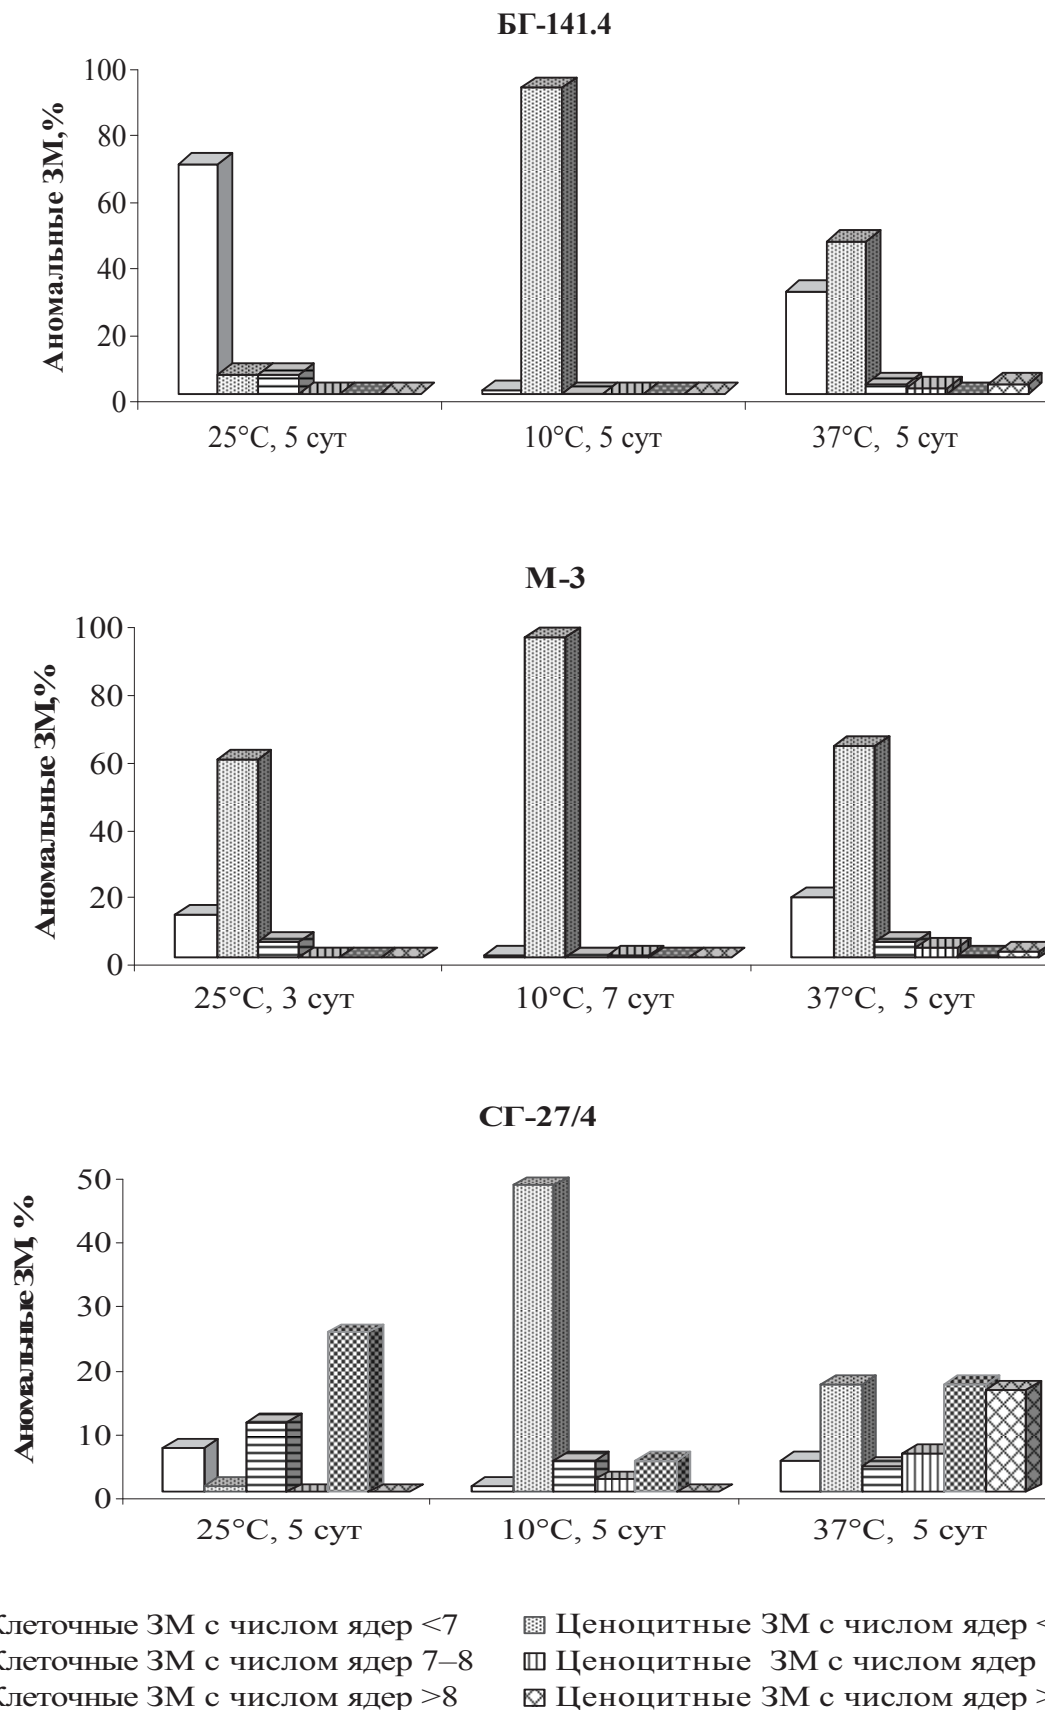 БГ-141.4
Аномальные ЗМ,%
100
80
60
40
20
0
25°C, 5 сут
10°C, 5 сут
37°C, 5 сут
М-3
Аномальные ЗМ,%
100
80
60
40
20
0
25°C, 3 сут
10°C, 7 сут
37°C, 5 сут
СГ-27/4
Аномальные ЗМ, %
50
40
30
20
10
0
25°C, 5 сут
10°C, 5 сут
37°C, 5 сут
Клеточные ЗМ с числом ядер <7
Ценоцитные ЗМ с числом ядер <
Клеточные ЗМ с числом ядер 7–8
Ценоцитные ЗМ с числом ядер
Клеточные ЗМ с числом ядер >8
Ценоцитные ЗМ с числом ядер >